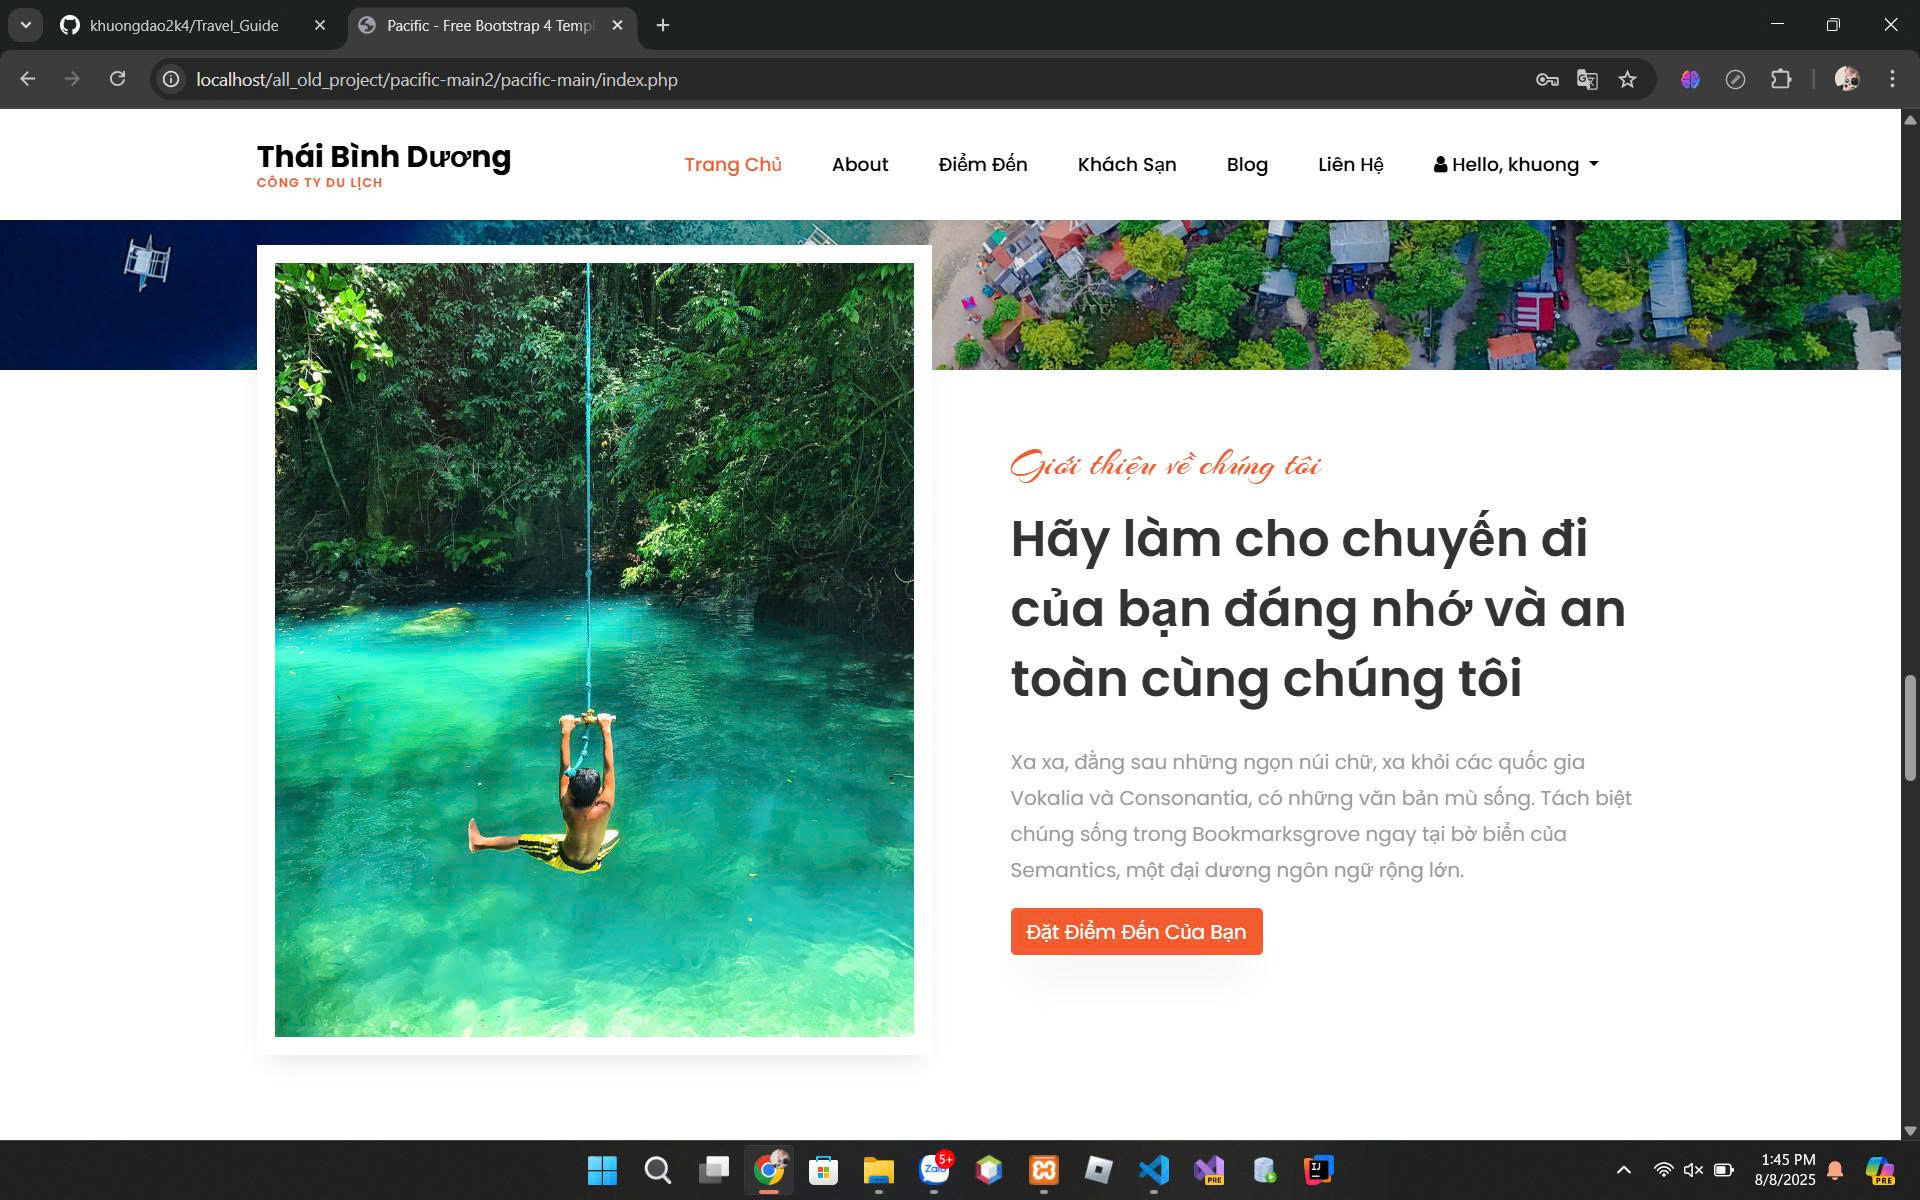 khuongdao2k4/Travel_Guide
Pacific - Free Bootstrap 4 Templ
localhost/all_old_project/pacific-main2/pacific-main/index.php
Thái Bình Dương
CÔNG TY DU LỊCH
Trang Chủ
About
Điểm Đến
Khách Sạn
Blog
Liên Hệ
Hello, khuong
Giới thiệu về chúng tôi
Hãy làm cho chuyến đi
của bạn đáng nhớ và an
toàn cùng chúng tôi
Xa xa, đằng sau những ngọn núi chữ, xa khỏi các quốc gia
Vokalia và Consonantia, có những văn bản mù sống. Tách biệt
chúng sống trong Bookmarksgrove ngay tại bờ biển của
Semantics, một đại dương ngôn ngữ rộng lớn.
Đặt Điểm Đến Của Bạn
Zalo
5+
PRE
IJ
1:45 PM
8/8/2025
PRE